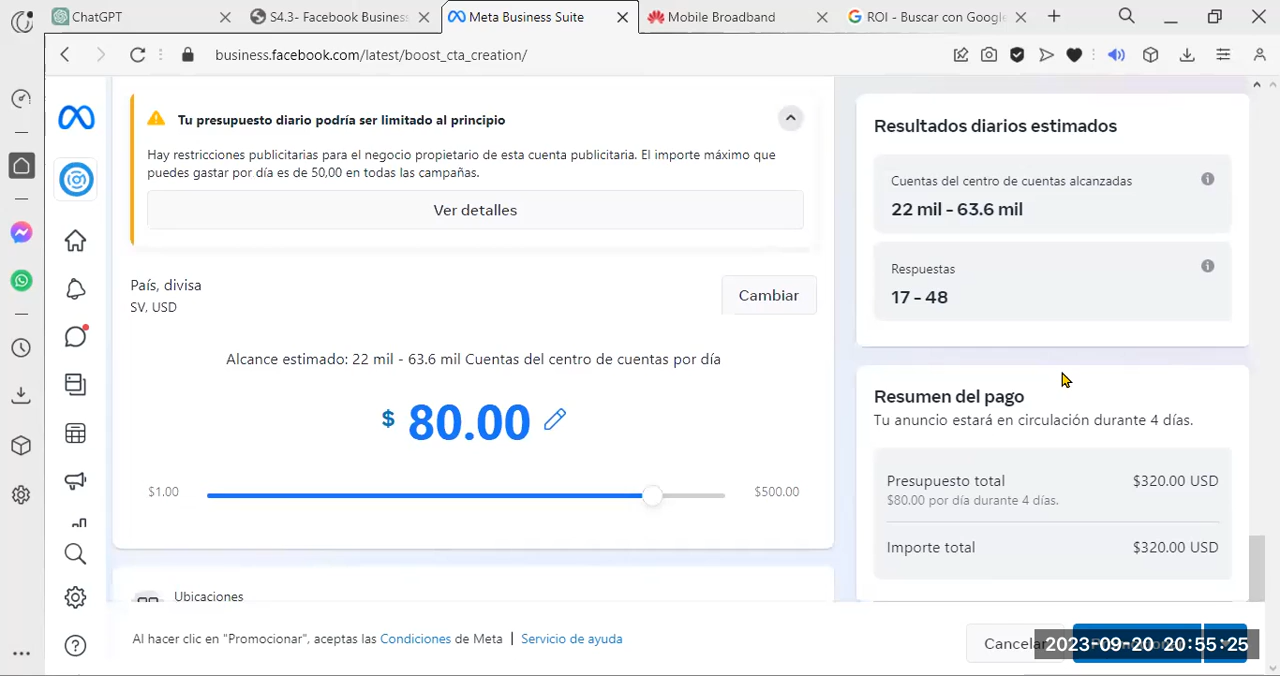 ChatGPT
S4.3- Facebook Business
Meta Business Suite
Mobile Broadband
ROI - Buscar con Google
business.facebook.com/latest/boost_cta_creation/
Tu presupuesto diario podría ser limitado al principio
Hay restricciones publicitarias para el negocio propietario de esta cuenta publicitaria. El importe máximo que
puedes gastar por día es de 50,00 en todas las campañas.
Ver detalles
País, divisa
SV, USD
Cambiar
Alcance estimado: 22 mil - 63.6 mil Cuentas del centro de cuentas por día
$ 80.00
$1.00
$500.00
Ubicaciones
Resultados diarios estimados
Cuentas del centro de cuentas alcanzadas
22 mil - 63.6 mil
Respuestas
17 - 48
Resumen del pago
Tu anuncio estará en circulación durante 4 días.
Presupuesto total $320.00 USD
$80.00 por día durante 4 días.
Importe total $320.00 USD
Al hacer clic en "Promocionar", aceptas las Condiciones de Meta | Servicio de ayuda
Cancelar
2023-09-20 20:55:25